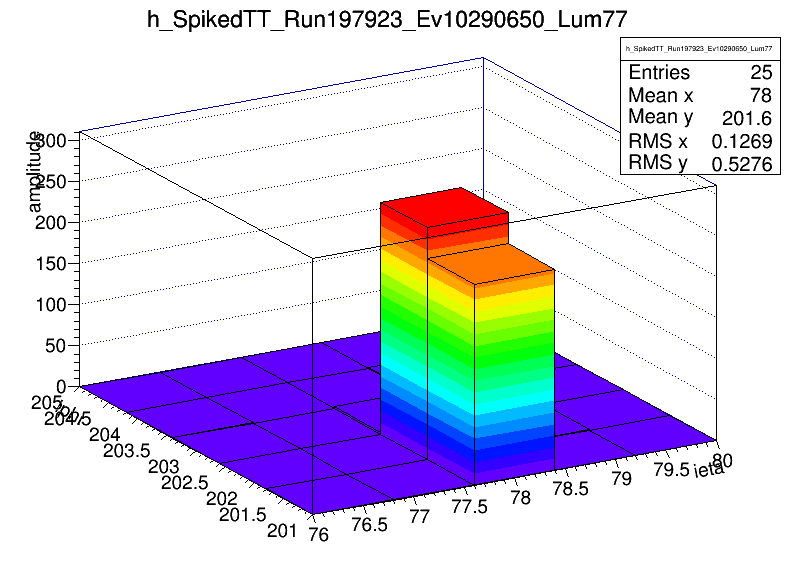 h_SpikedTT_Run197923_Ev10290650_Lum77
h_SpikedTT_Run197923_Ev10290650_Lum77
Entries 25
Mean x 78
Mean y 201.6
RMS x 0.1269
RMS y 0.5276
amplitude
300
250
200
150
100
50
0
205
204.5
204
203.5
203
202.5
202
201.5
201
76
76.5
77
77.5
78
78.5
79
79.5
80
ieta